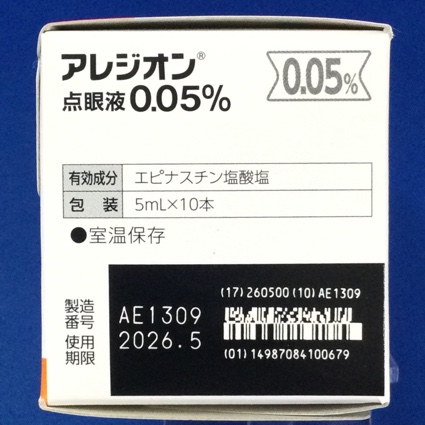 アレジオン®
点眼液0.05%
0.05%
有効成分 エピナスチン塩酸塩
包装 5mL×10本
●室温保存
製造番号 AE1309
使用期限 2026.5
(17)260500(10)AE1309
(01)14987084100679